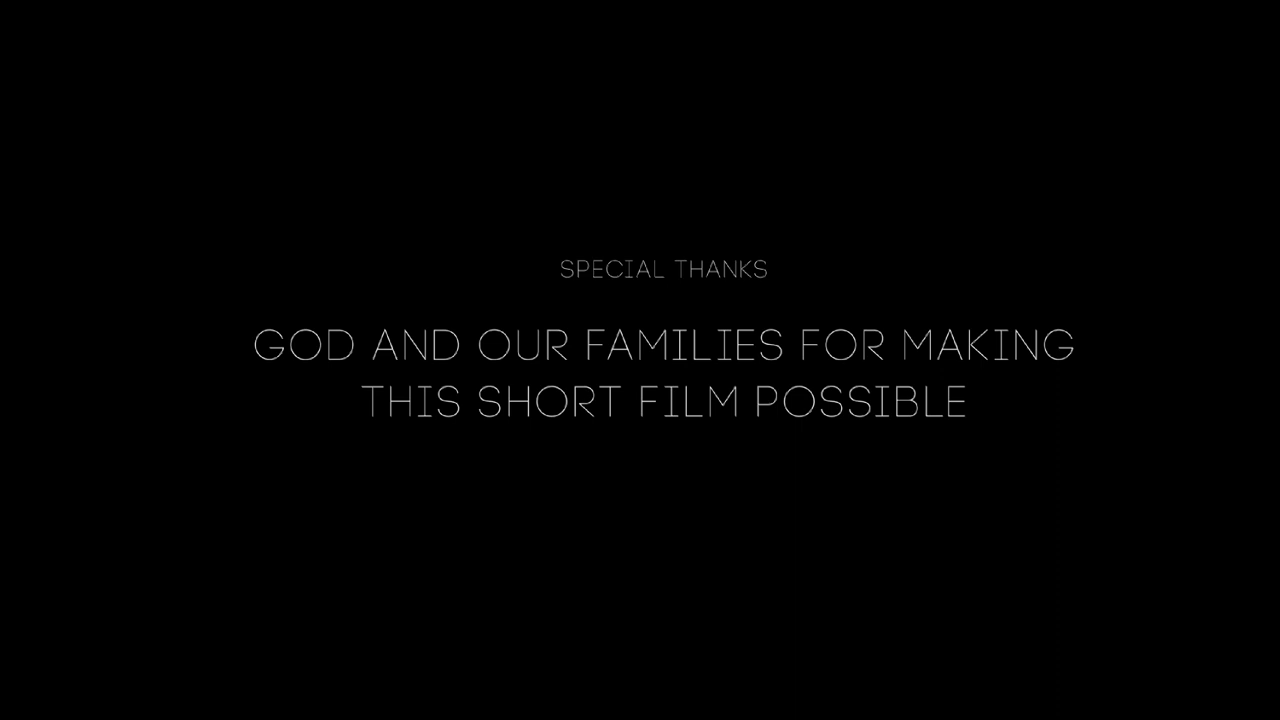 SPECIAL THANKS
GOD AND OUR FAMILIES FOR MAKING
THIS SHORT FILM POSSIBLE